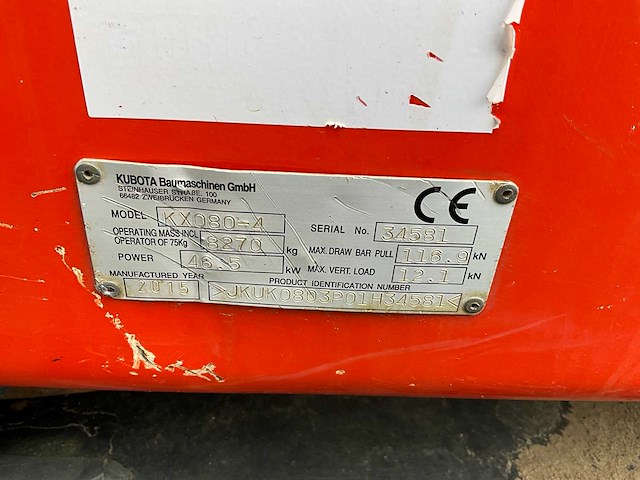 KUBOTA Baumaschinen GmbH
STEINHAUSER STRAßE. 100
66482 ZWEIBRÜCKEN GERMANY
CE
MODEL KX080-4
SERIAL No. 34581
OPERATING MASS INCL. OPERATOR OF 75Kg 8270 kg
MAX. DRAW BAR PULL 116.9 kN
POWER 46.5 kW
MAX. VERT. LOAD 12.1 kN
MANUFACTURED YEAR 2015
PRODUCT IDENTIFICATION NUMBER
>JKUK0803P01H34581<